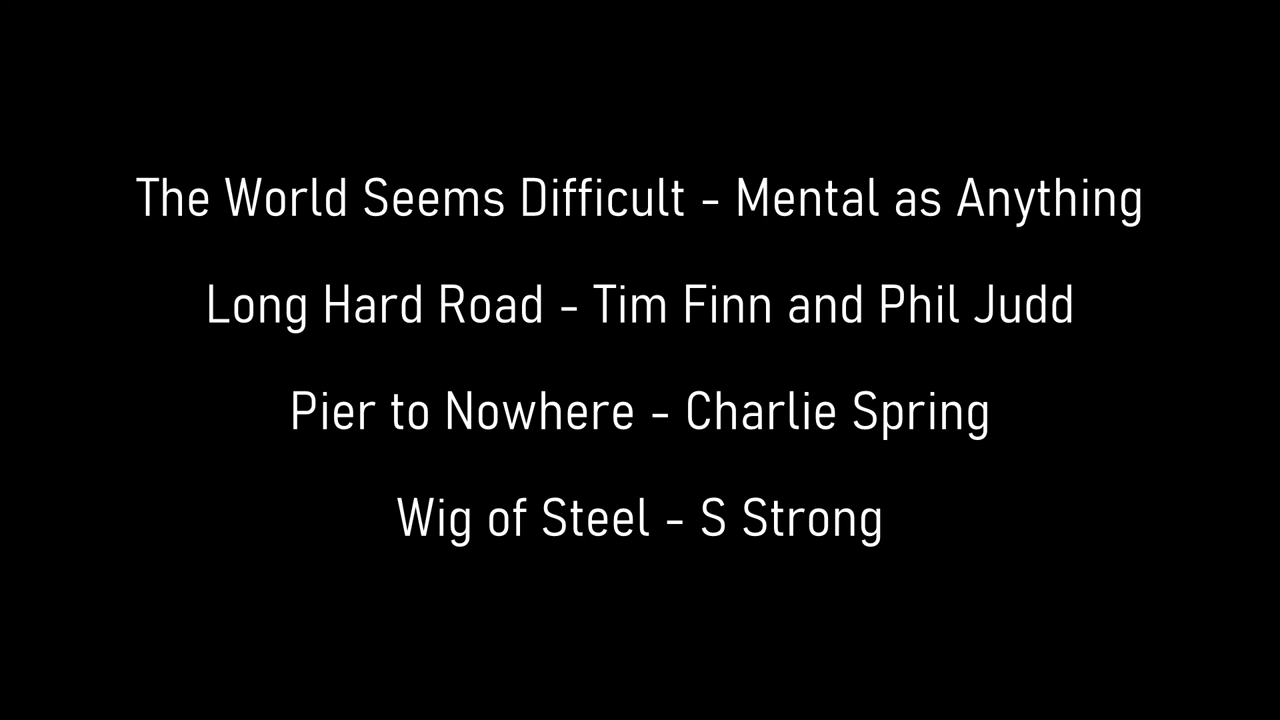 The World Seems Difficult - Mental as Anything
Long Hard Road - Tim Finn and Phil Judd
Pier to Nowhere - Charlie Spring
Wig of Steel - S Strong